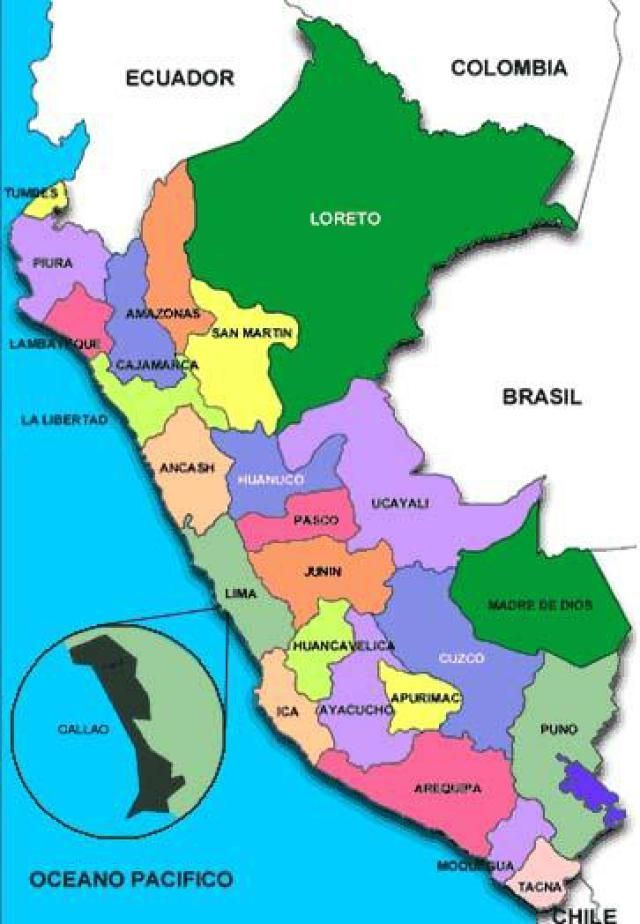 ECUADOR
COLOMBIA
TUMBES
LORETO
PIURA
AMAZONAS
SAN MARTIN
LAMBAYEQUE
CAJAMARCA
BRASIL
LA LIBERTAD
ANCASH
HUANUCO
UCAYALI
PASCO
JUNIN
LIMA
MADRE DE DIOS
HUANCAVELICA
CUZCO
APURIMAC
ICA
AYACUCHO
CALLAO
PUNO
AREQUIPA
MOQUEGUA
OCEANO PACIFICO
TACNA
CHILE